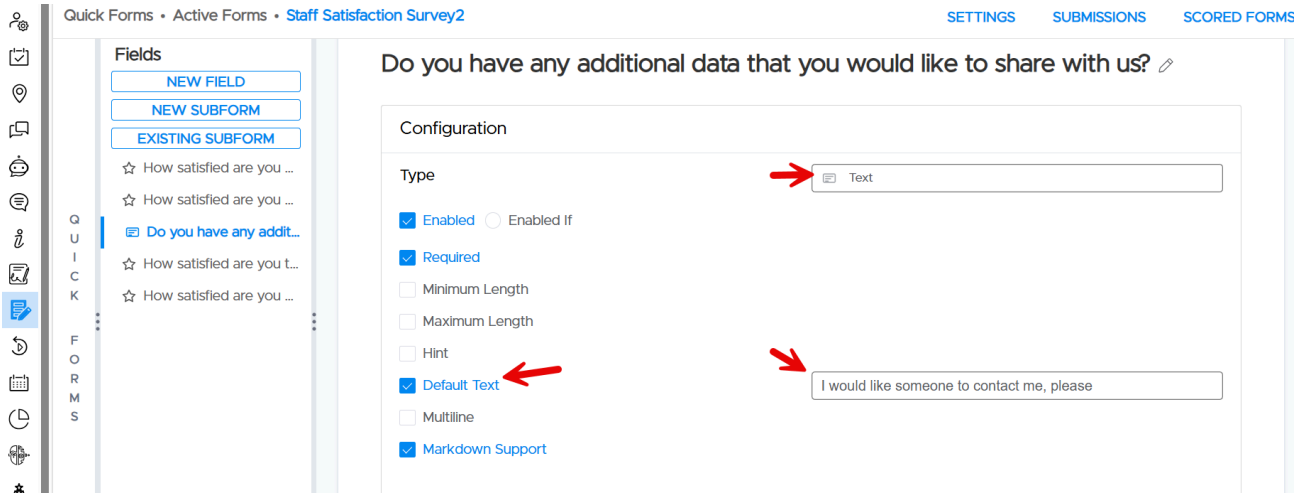 Quick Forms • Active Forms • Staff Satisfaction Survey2
SETTINGS SUBMISSIONS SCORED FORMS
QUICK FORMS
Fields
NEW FIELD
NEW SUBFORM
EXISTING SUBFORM
How satisfied are you ...
How satisfied are you ...
Do you have any addit...
How satisfied are you t...
How satisfied are you ...
Do you have any additional data that you would like to share with us?
Configuration
Type
Text
Enabled Enabled If
Required
Minimum Length
Maximum Length
Hint
Default Text
I would like someone to contact me, please
Multiline
Markdown Support